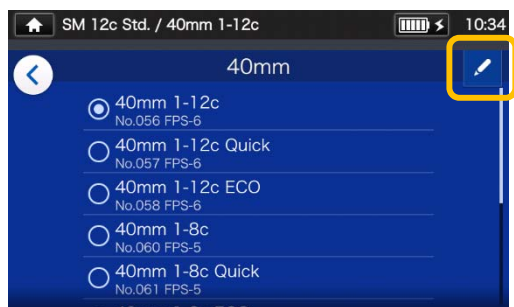 SM 12c Std. / 40mm 1-12c
10:34
40mm
40mm 1-12c
No.056 FPS-6
40mm 1-12c Quick
No.057 FPS-6
40mm 1-12c ECO
No.058 FPS-6
40mm 1-8c
No.060 FPS-5
40mm 1-8c Quick
No.061 FPS-5